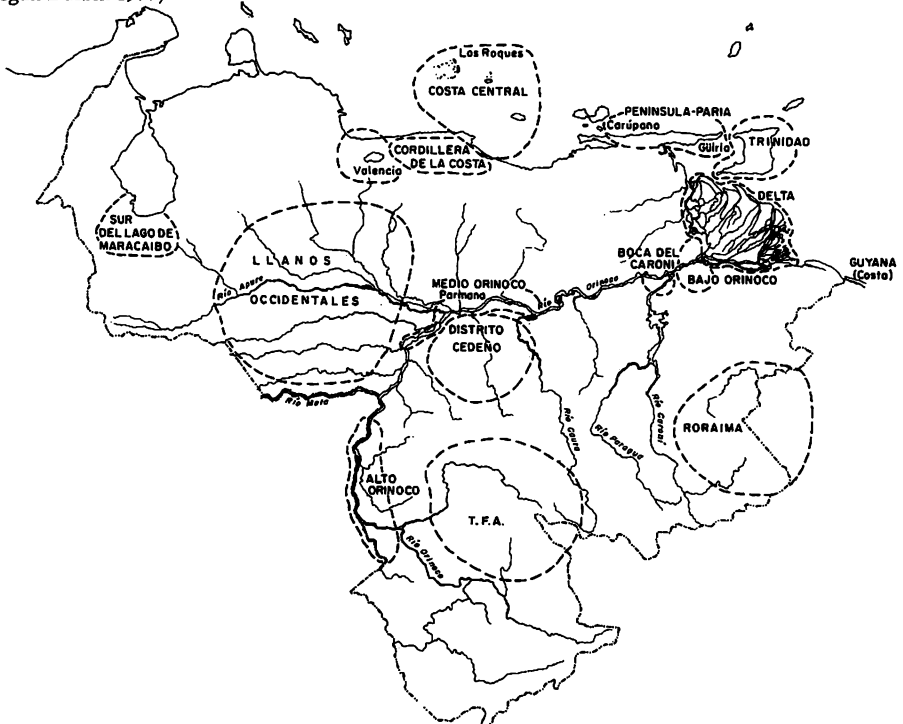 Los Roques
COSTA CENTRAL
PENINSULA-PARIA
Carúpano
Güiria
TRINIDAD
CORDILLERA
DE LA COSTA
Valencia
DELTA
SUR
DEL LAGO DE
MARACAIBO
LLANOS
OCCIDENTALES
Río Apure
MEDIO ORINOCO
Parmana
Río Orinoco
BOCA DEL
CARONI
BAJO ORINOCO
GUYANA
(Costa)
DISTRITO
CEDEÑO
Río Meta
Río Caura
Río Paragua
Río Caroní
RORAIMA
ALTO
ORINOCO
T.F.A.
Río Orinoco